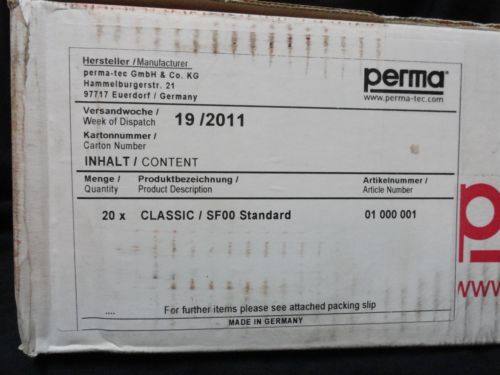 Hersteller / Manufacturer
perma-tec GmbH & Co. KG
Hammelburgerstr. 21
97717 Euerdorf / Germany
perma®
www.perma-tec.com
Versandwoche /
Week of Dispatch
19 / 2011
Kartonnummer /
Carton Number
INHALT / CONTENT
Menge / Produktbezeichnung / Artikelnummer /
Quantity Product Description Article Number
20 x CLASSIC / SF00 Standard 01 000 001
.... For further items please see attached packing slip
MADE IN GERMANY
p
www